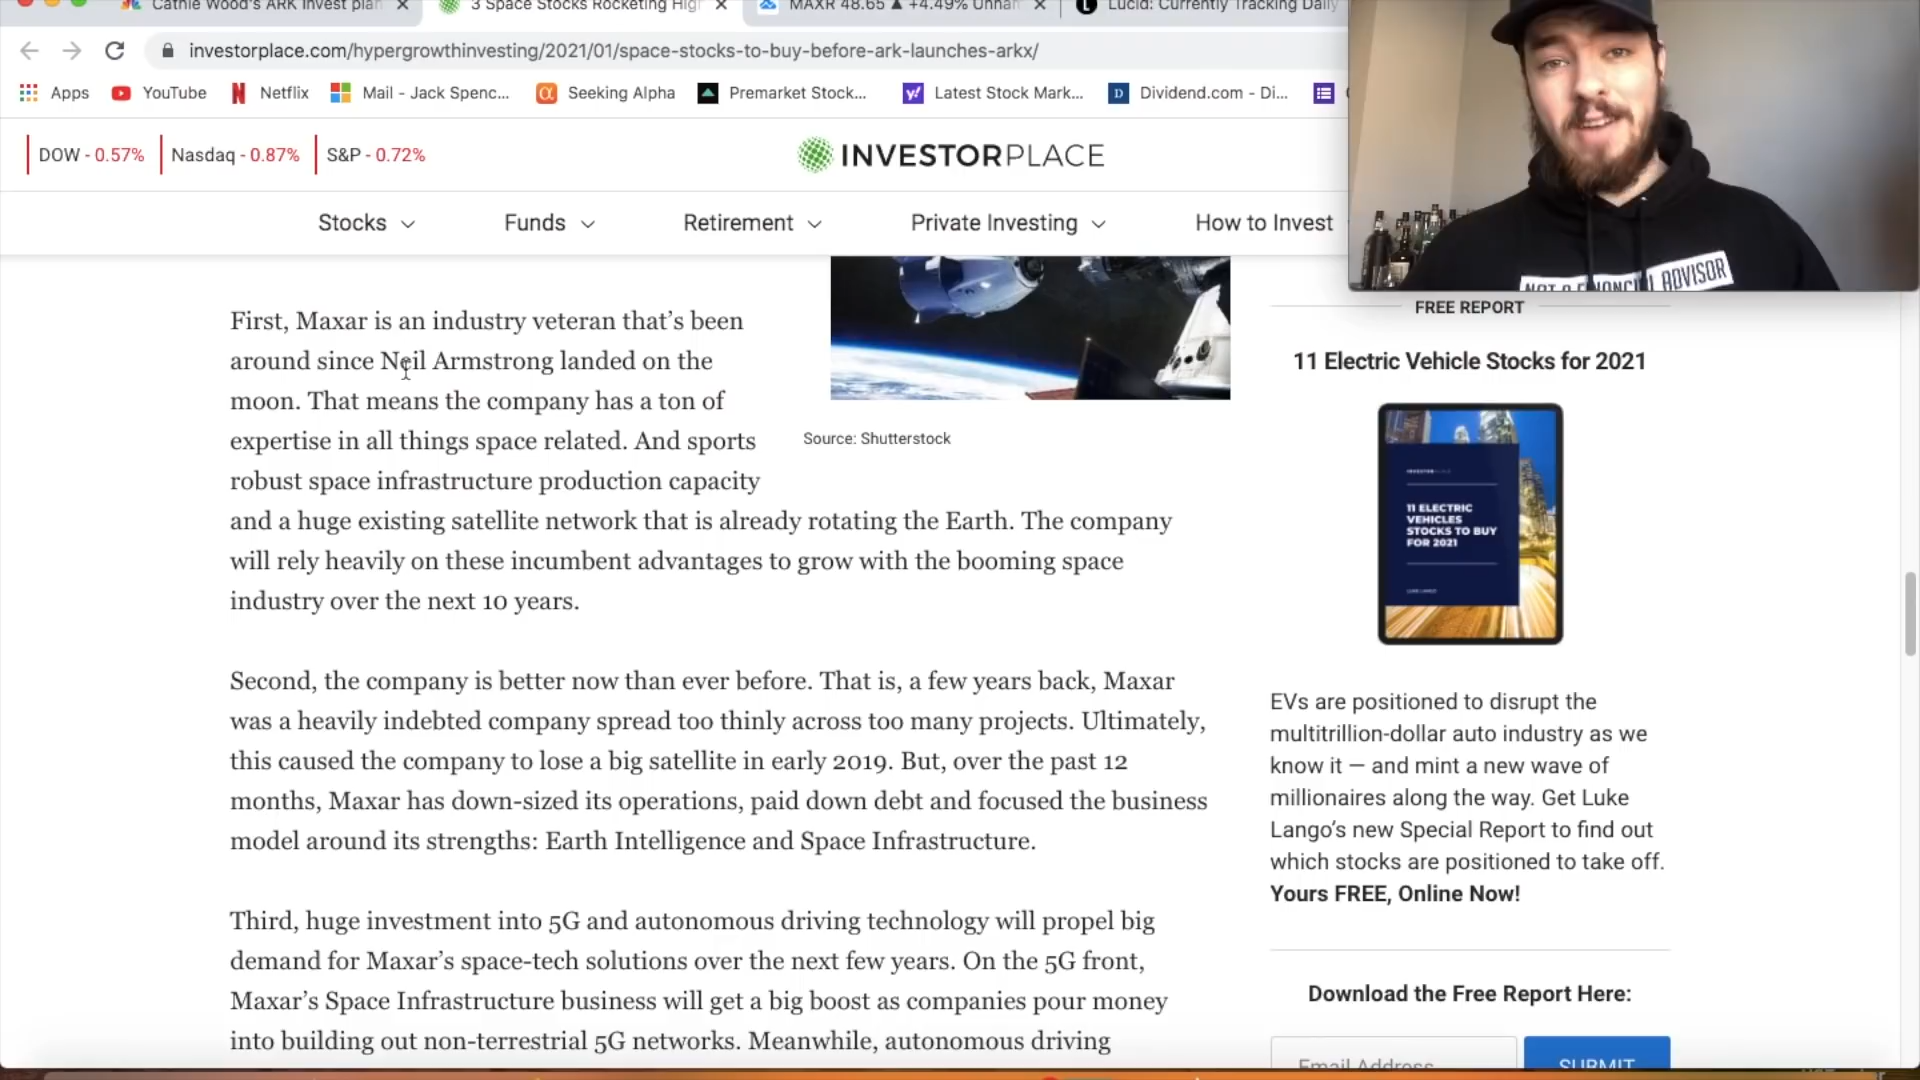 Cathie Wood's ARK Invest plan
3 Space Stocks Rocketing High
MAXR 48.65 ▲ +4.49% Unnam
Lucid: Currently Tracking Daily
investorplace.com/hypergrowthinvesting/2021/01/space-stocks-to-buy-before-ark-launches-arkx/
Apps
YouTube
Netflix
Mail - Jack Spenc...
Seeking Alpha
Premarket Stock...
Latest Stock Mark...
Dividend.com - Di...
DOW - 0.57%
Nasdaq - 0.87%
S&P - 0.72%
INVESTORPLACE
Stocks
Funds
Retirement
Private Investing
How to Invest
NOT A FINANCIAL ADVISOR
First, Maxar is an industry veteran that's been
around since Neil Armstrong landed on the
moon. That means the company has a ton of
expertise in all things space related. And sports
robust space infrastructure production capacity
and a huge existing satellite network that is already rotating the Earth. The company
will rely heavily on these incumbent advantages to grow with the booming space
industry over the next 10 years.
Source: Shutterstock
Second, the company is better now than ever before. That is, a few years back, Maxar
was a heavily indebted company spread too thinly across too many projects. Ultimately,
this caused the company to lose a big satellite in early 2019. But, over the past 12
months, Maxar has down-sized its operations, paid down debt and focused the business
model around its strengths: Earth Intelligence and Space Infrastructure.
Third, huge investment into 5G and autonomous driving technology will propel big
demand for Maxar's space-tech solutions over the next few years. On the 5G front,
Maxar's Space Infrastructure business will get a big boost as companies pour money
into building out non-terrestrial 5G networks. Meanwhile, autonomous driving
FREE REPORT
11 Electric Vehicle Stocks for 2021
INVESTORPLACE
11 ELECTRIC
VEHICLES
STOCKS TO BUY
FOR 2021
LUKE LANGO
EVs are positioned to disrupt the
multitrillion-dollar auto industry as we
know it — and mint a new wave of
millionaires along the way. Get Luke
Lango's new Special Report to find out
which stocks are positioned to take off.
Yours FREE, Online Now!
Download the Free Report Here:
Email Address
SUBMIT